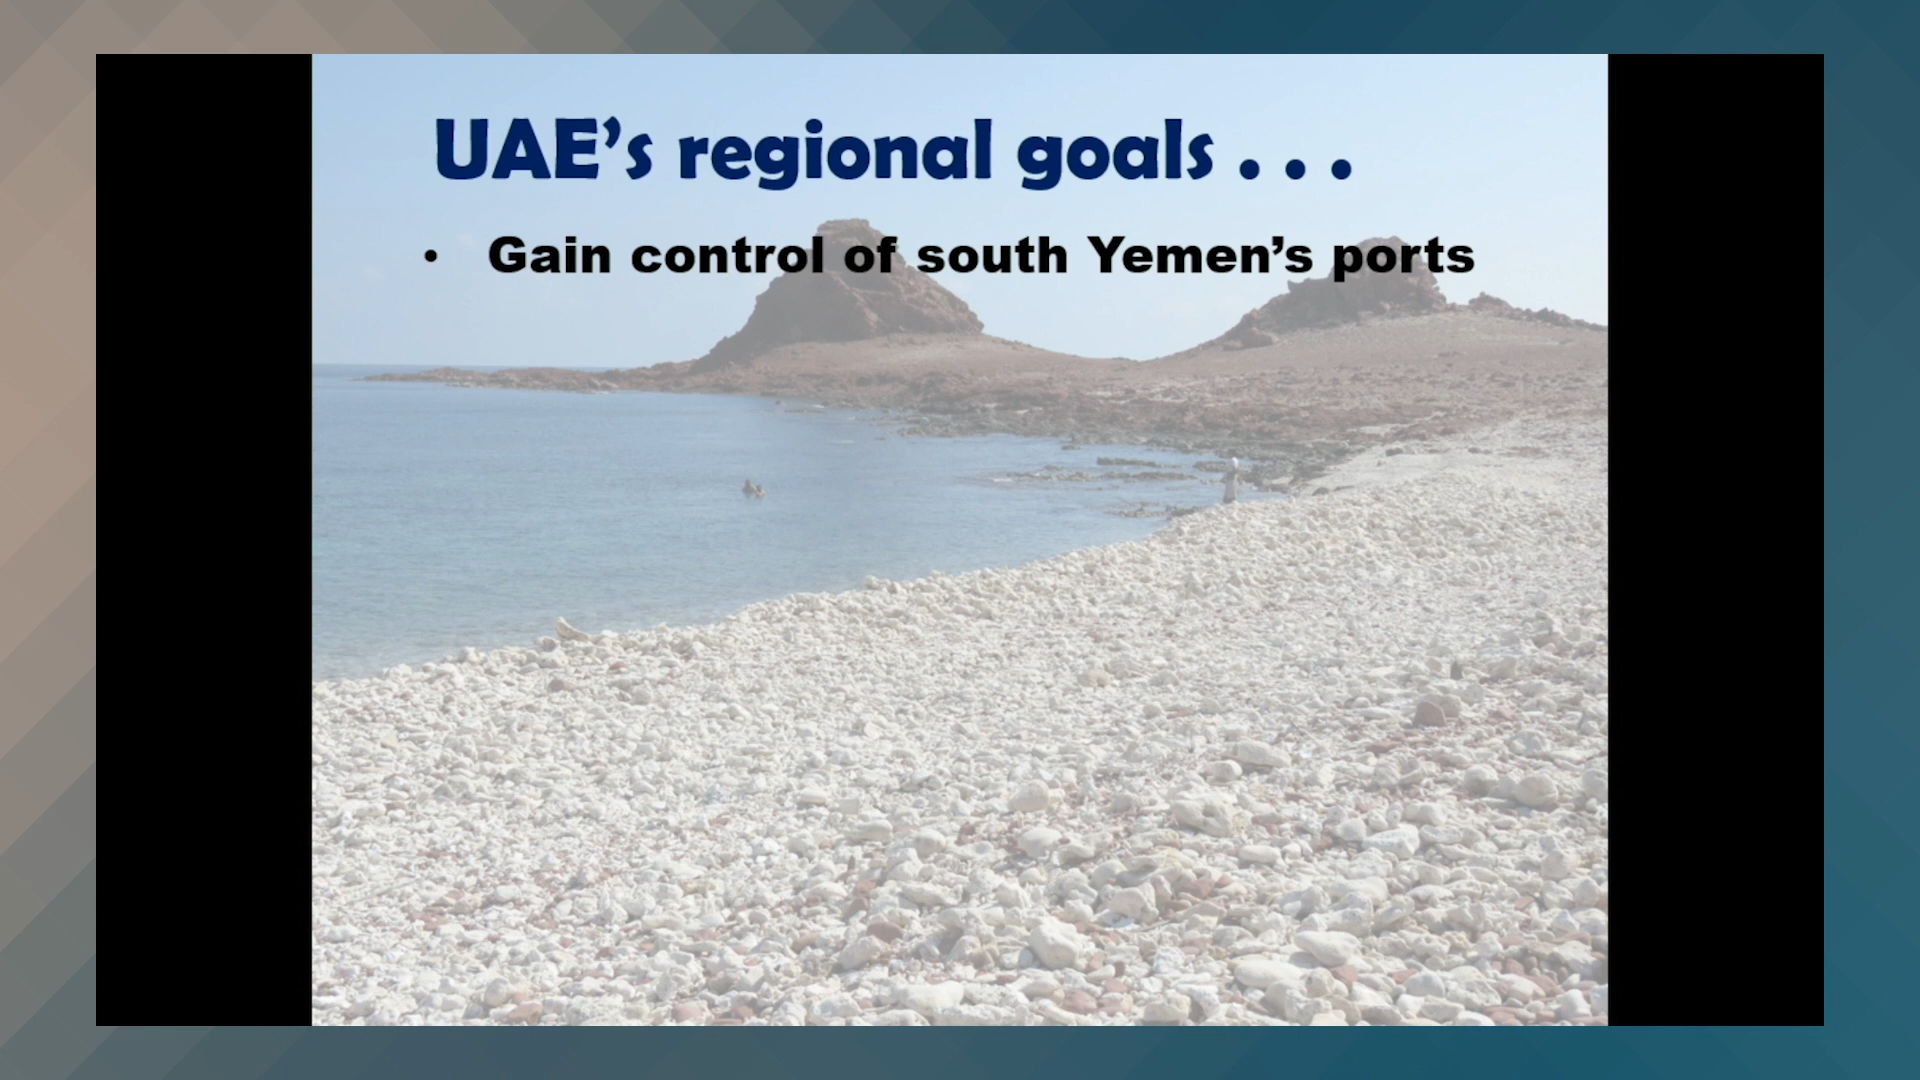 UAE’s regional goals . . .
• Gain control of south Yemen’s ports